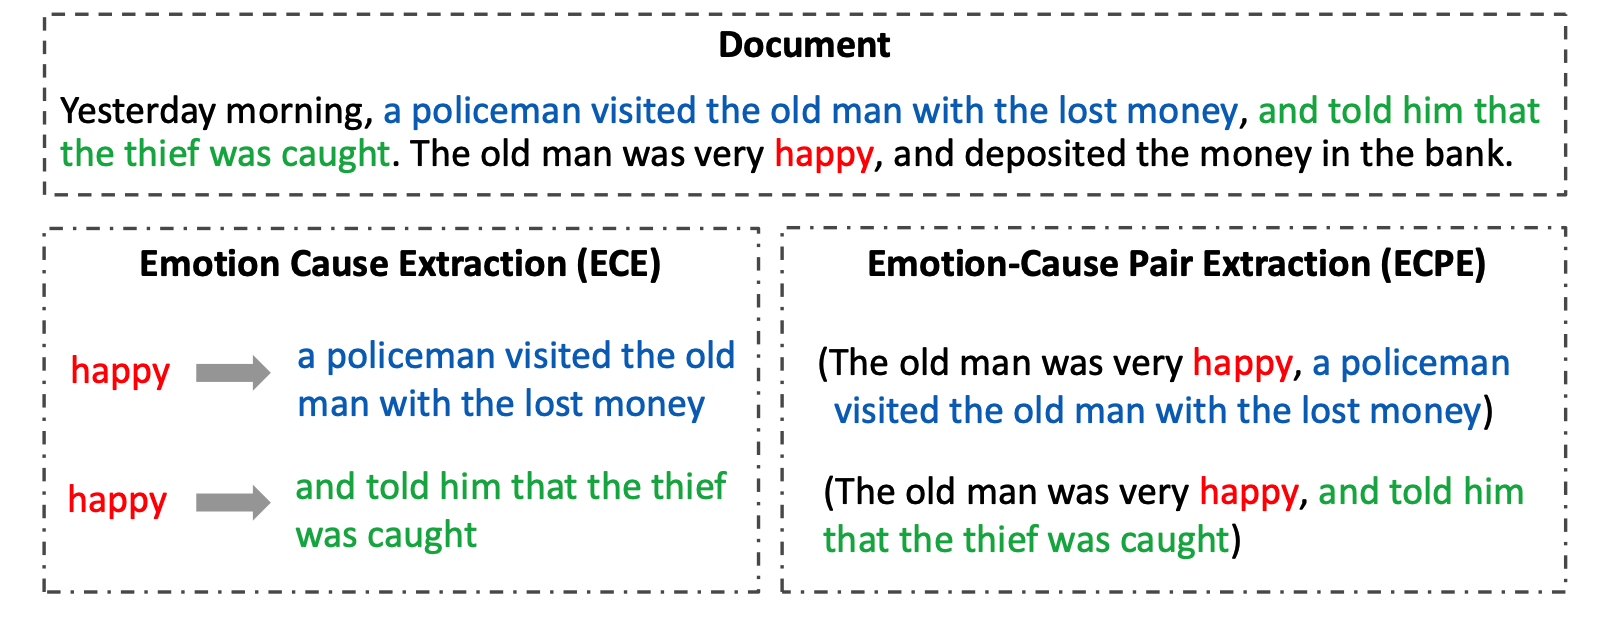 Document
Yesterday morning, a policeman visited the old man with the lost money, and told him that
the thief was caught. The old man was very happy, and deposited the money in the bank.
Emotion Cause Extraction (ECE)
happy
a policeman visited the old
man with the lost money
happy
and told him that the thief
was caught
Emotion-Cause Pair Extraction (ECPE)
(The old man was very happy, a policeman
visited the old man with the lost money)
(The old man was very happy, and told him
that the thief was caught)